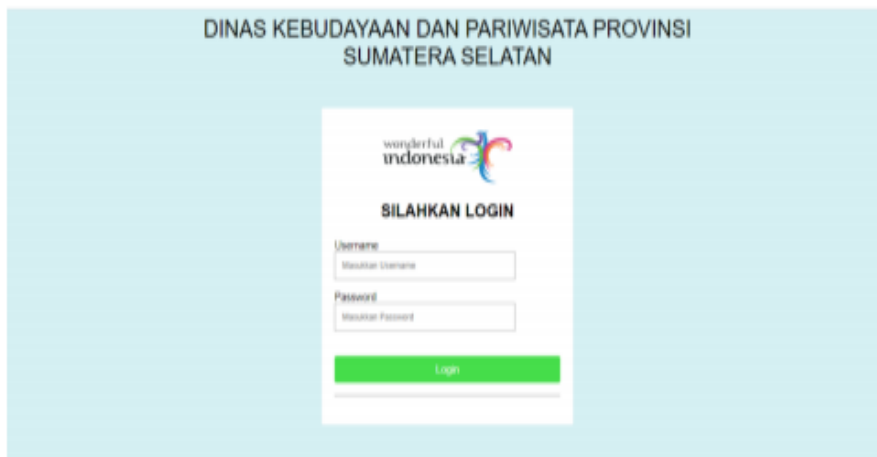 DINAS KEBUDAYAAN DAN PARIWISATA PROVINSI
SUMATERA SELATAN
wonderful
indonesia
SILAHKAN LOGIN
Username
Masukkan Username
Password
Masukkan Password
Login